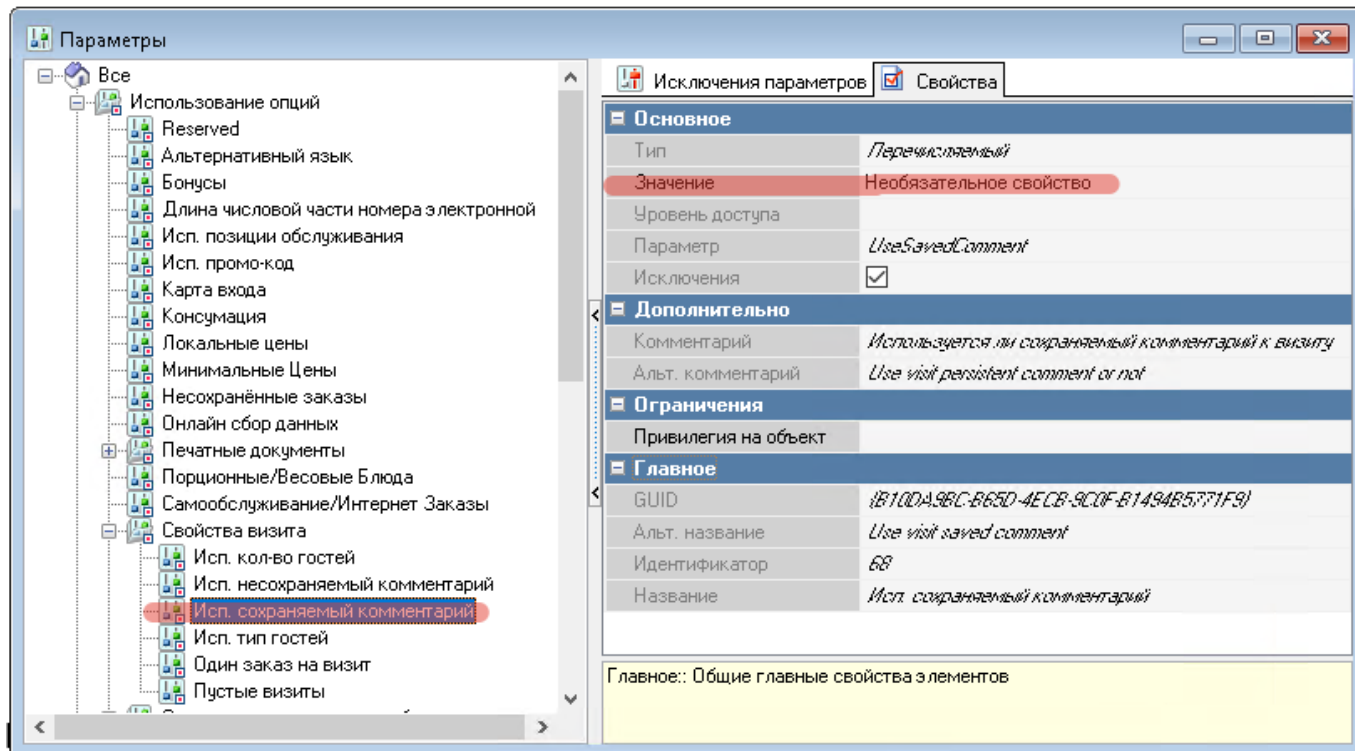 Параметры
Все
Использование опций
Reserved
Альтернативный язык
Бонусы
Длина числовой части номера электронной
Исп. позиции обслуживания
Исп. промо-код
Карта входа
Консумация
Локальные цены
Минимальные Цены
Несохранённые заказы
Онлайн сбор данных
Печатные документы
Порционные/Весовые Блюда
Самообслуживание/Интернет Заказы
Свойства визита
Исп. кол-во гостей
Исп. несохраняемый комментарий
Исп. сохраняемый комментарий
Исп. тип гостей
Один заказ на визит
Пустые визиты
Исключения параметров Свойства
Основное
Тип Перечисляемый
Значение Необязательное свойство
Уровень доступа
Параметр UseSavedComment
Исключения
Дополнительно
Комментарий Используется ли сохраняемый комментарий к визиту
Альт. комментарий Use visit persistent comment or not
Ограничения
Привилегия на объект
Главное
GUID {B10DA9BC-B65D-4ECB-9C0F-B1494B5771F9}
Альт. название Use visit saved comment
Идентификатор 68
Название Исп. сохраняемый комментарий
Главное:: Общие главные свойства элементов